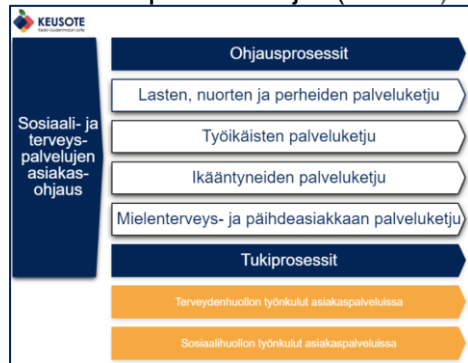 KEUSOTE
Ohjausprosessit
Lasten, nuorten ja perheiden palveluketju
Sosiaali- ja
terveys-
palvelujen
asiakas-
ohjaus
Työikäisten palveluketju
Ikääntyneiden palveluketju
Mielenterveys- ja päihdeasiakkaan palveluketju
Tukiprosessit
Terveydenhuollon työnkulut asiakaspalveluissa
Sosiaalihuollon työnkulut asiakaspalveluissa